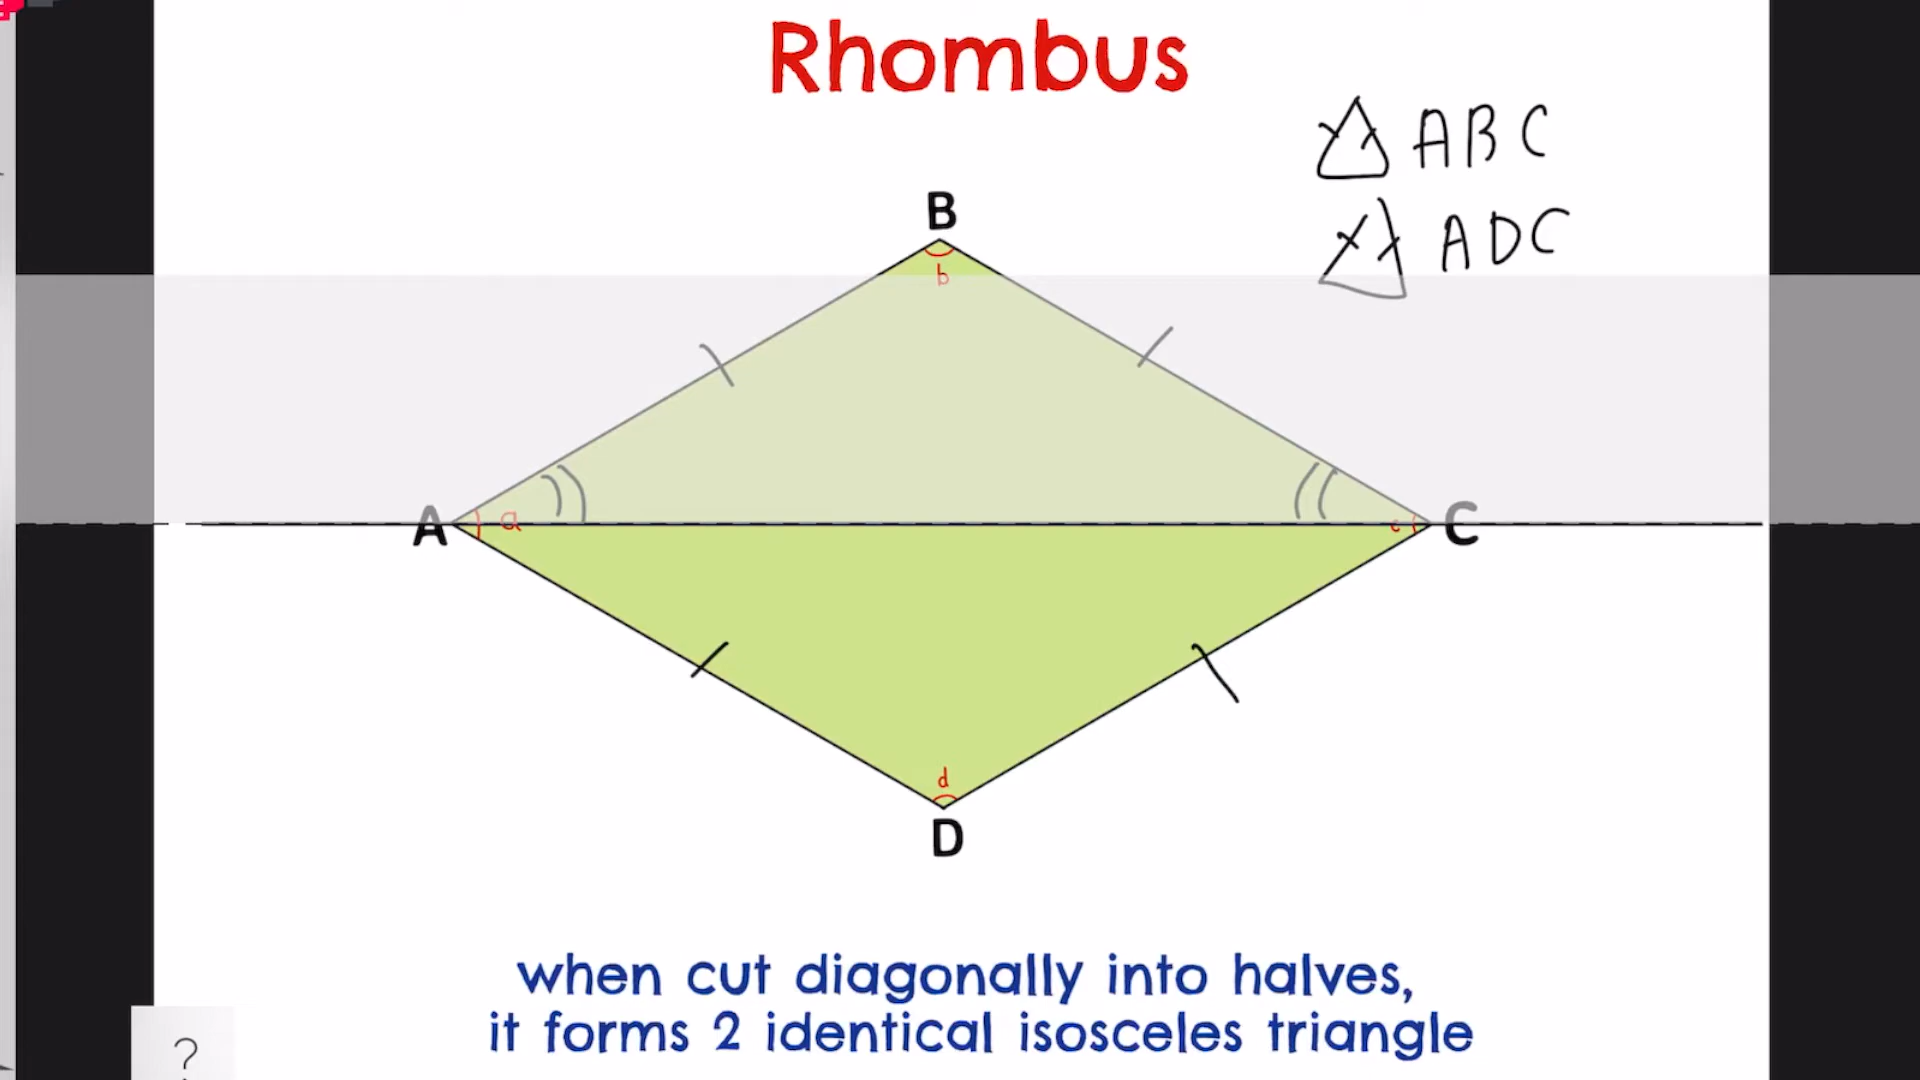 Rhombus
ABC
ADC
B
b
A
a
c
C
d
D
when cut diagonally into halves,
it forms 2 identical isosceles triangle
?